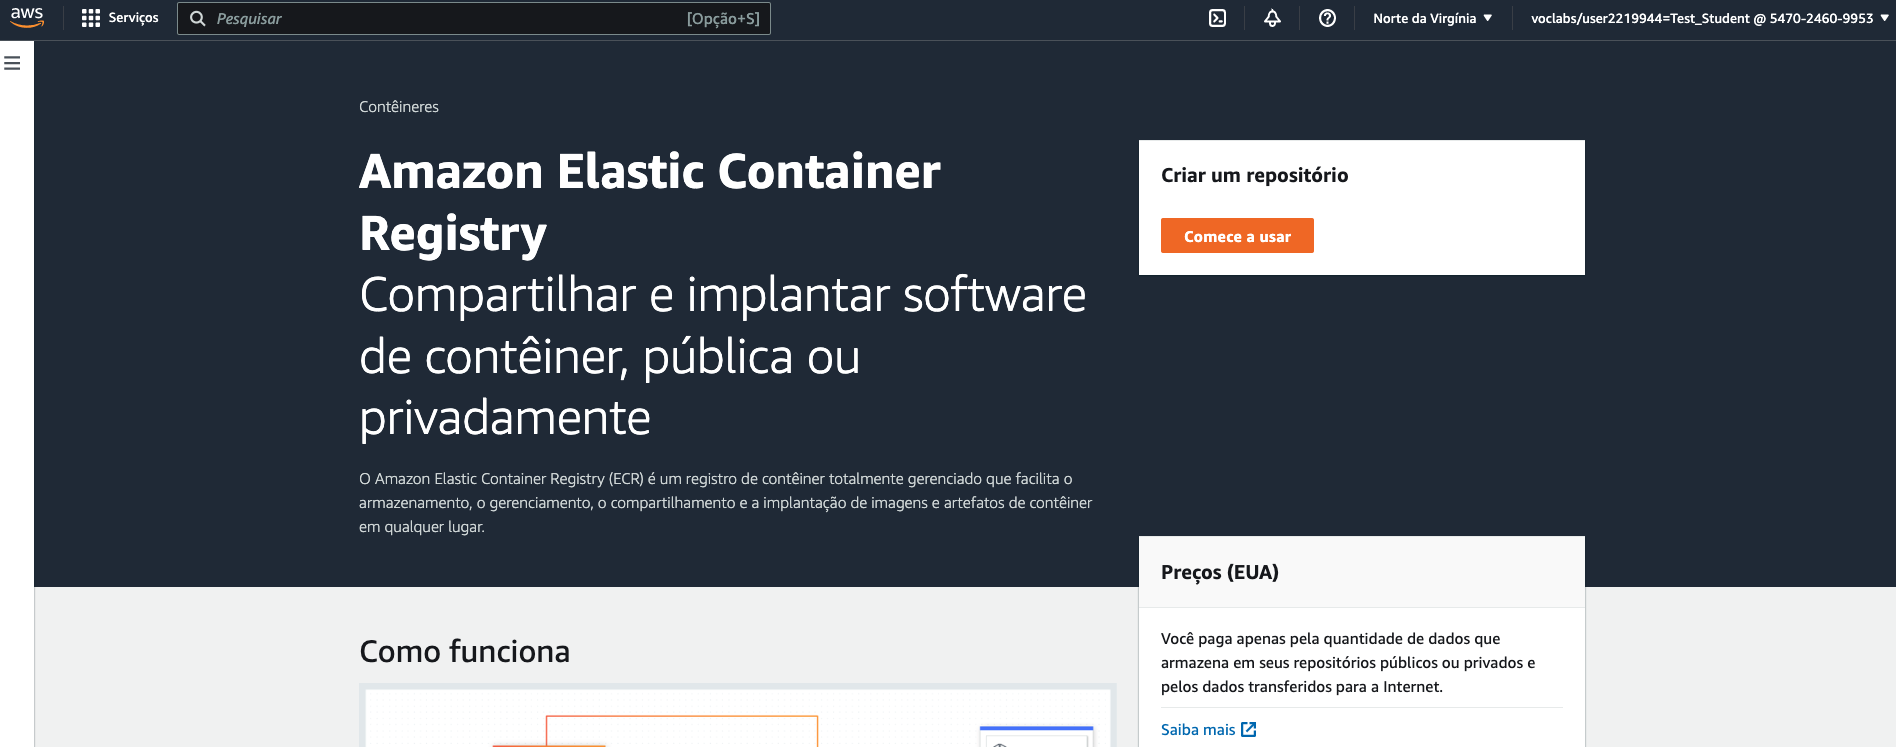 aws
Serviços
Pesquisar
[Opção+S]
Norte da Virgínia
voclabs/user2219944=Test_Student @ 5470-2460-9953
Contêineres
Amazon Elastic Container
Registry
Compartilhar e implantar software
de contêiner, pública ou
privadamente
O Amazon Elastic Container Registry (ECR) é um registro de contêiner totalmente gerenciado que facilita o
armazenamento, o gerenciamento, o compartilhamento e a implantação de imagens e artefatos de contêiner
em qualquer lugar.
Criar um repositório
Comece a usar
Preços (EUA)
Você paga apenas pela quantidade de dados que
armazena em seus repositórios públicos ou privados e
pelos dados transferidos para a Internet.
Saiba mais
Como funciona